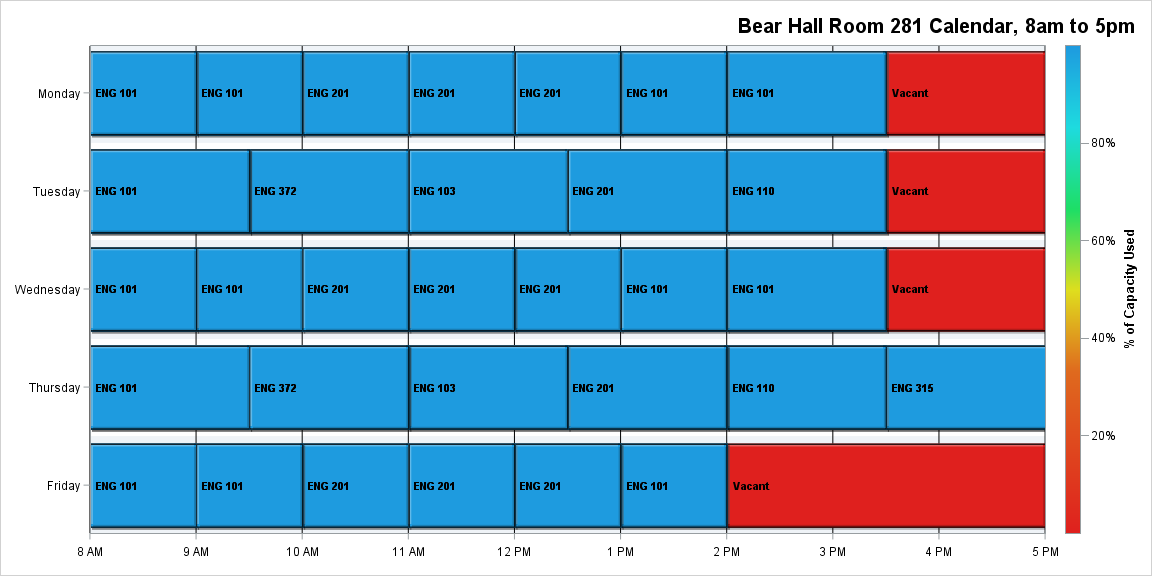 Bear Hall Room 281 Calendar, 8am to 5pm
Monday ENG 101 ENG 101 ENG 201 ENG 201 ENG 201 ENG 101 ENG 101 Vacant
Tuesday ENG 101 ENG 372 ENG 103 ENG 201 ENG 110 Vacant
Wednesday ENG 101 ENG 101 ENG 201 ENG 201 ENG 201 ENG 101 ENG 101 Vacant
Thursday ENG 101 ENG 372 ENG 103 ENG 201 ENG 110 ENG 315
Friday ENG 101 ENG 101 ENG 201 ENG 201 ENG 201 ENG 101 Vacant
8 AM 9 AM 10 AM 11 AM 12 PM 1 PM 2 PM 3 PM 4 PM 5 PM
80%
60%
40%
20%
% of Capacity Used